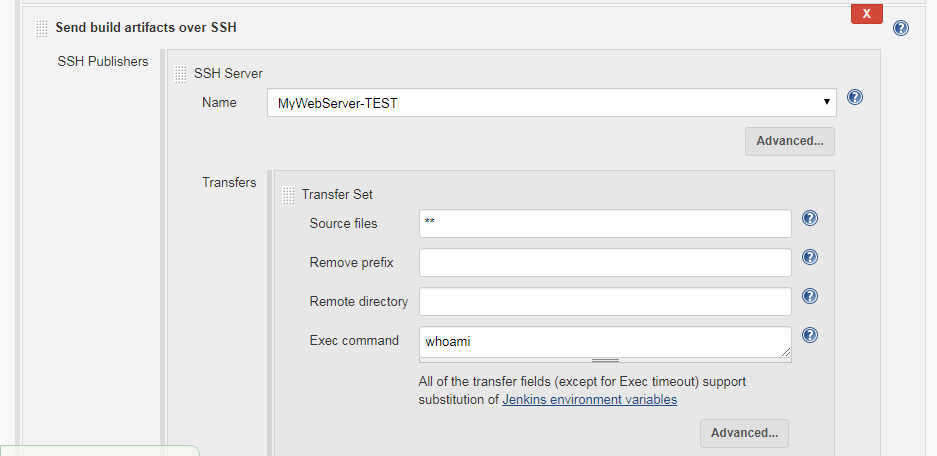 X
Send build artifacts over SSH
?
SSH Publishers
SSH Server
Name
MyWebServer-TEST
?
Advanced...
Transfers
Transfer Set
Source files
**
?
Remove prefix
?
Remote directory
?
Exec command
whoami
?
All of the transfer fields (except for Exec timeout) support
substitution of Jenkins environment variables
Advanced...